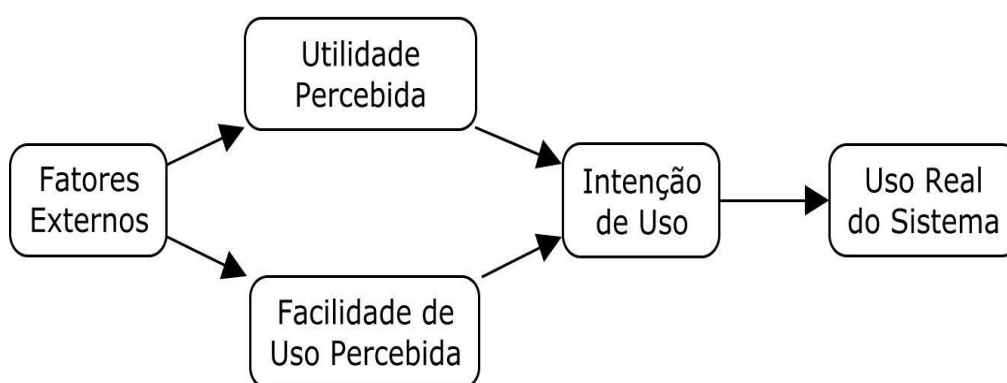 Utilidade
Percebida
Fatores
Externos
Intenção
de Uso
Uso Real
do Sistema
Facilidade de
Uso Percebida